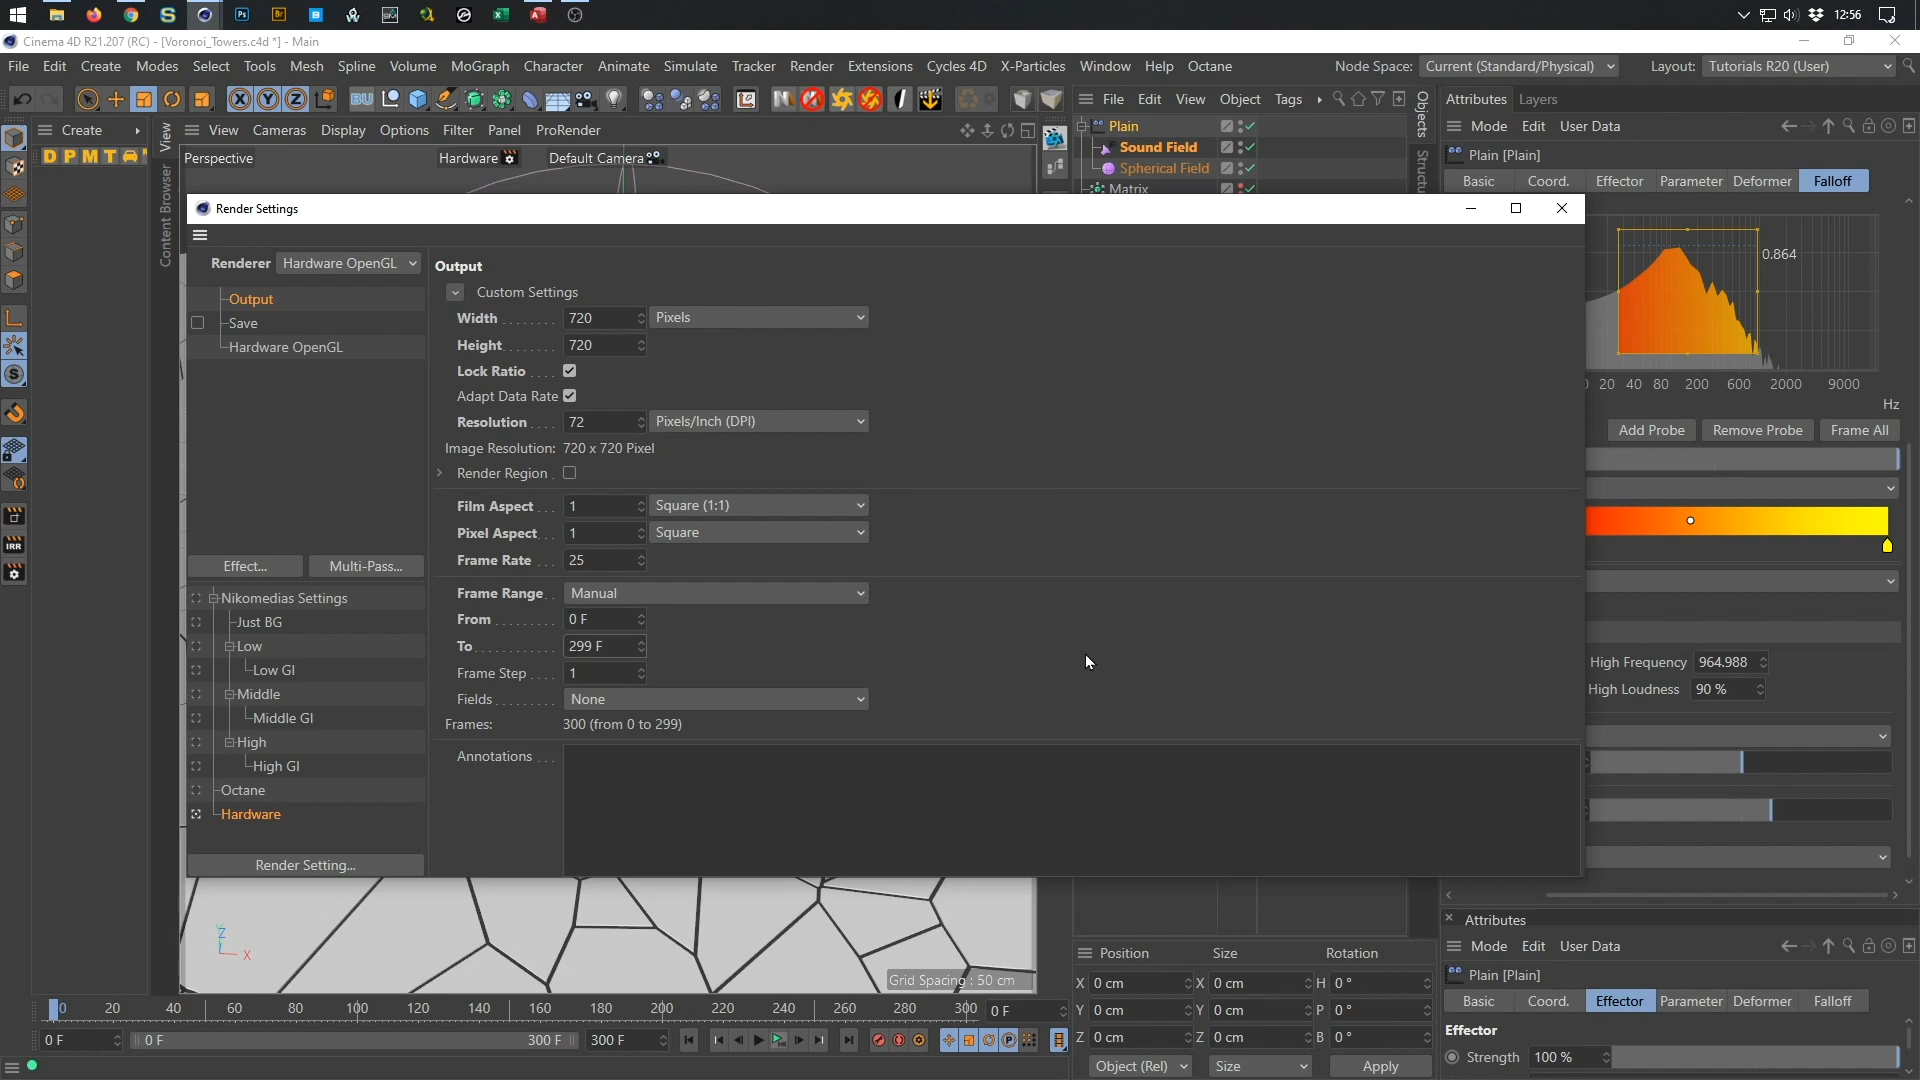 12:56
Cinema 4D R21.207 (RC) - [Voronoi_Towers.c4d *] - Main
File Edit Create Modes Select Tools Mesh Spline Volume MoGraph Character Animate Simulate Tracker Render Extensions Cycles 4D X-Particles Window Help Octane Node Space: Current (Standard/Physical) Layout: Tutorials R20 (User)
File Edit View Object Tags
Objects
Attributes Layers
Create
View
View Cameras Display Options Filter Panel ProRender
Mode Edit User Data
Plain
Sound Field
Spherical Field
Matrix
D P M T
Perspective Hardware Default Camera
Plain [Plain]
Basic Coord. Effector Parameter Deformer Falloff
Content Browser
Render Settings
Renderer Hardware OpenGL
Output
Save
Hardware OpenGL
Effect... Multi-Pass...
Nikomedias Settings
Just BG
Low
Low GI
Middle
Middle GI
High
High GI
Octane
Hardware
Render Setting...
Output
Custom Settings
Width 720 Pixels
Height 720
Lock Ratio
Adapt Data Rate
Resolution 72 Pixels/Inch (DPI)
Image Resolution: 720 x 720 Pixel
Render Region
Film Aspect 1 Square (1:1)
Pixel Aspect 1 Square
Frame Rate 25
Frame Range Manual
From 0 F
To 299 F
Frame Step 1
Fields None
Frames: 300 (from 0 to 299)
Annotations
0.864
20 40 80 200 600 2000 9000
Hz
Add Probe Remove Probe Frame All
High Frequency 964.988
High Loudness 90 %
IRR
Z
X
Grid Spacing : 50 cm
0 20 40 60 80 100 120 140 160 180 200 220 240 260 280 300 0 F
0 F 0 F 300 F 300 F
Position Size Rotation
X 0 cm X 0 cm H 0 °
Y 0 cm Y 0 cm P 0 °
Z 0 cm Z 0 cm B 0 °
Object (Rel) Size Apply
Attributes
Mode Edit User Data
Plain [Plain]
Basic Coord. Effector Parameter Deformer Falloff
Effector
Strength 100 %